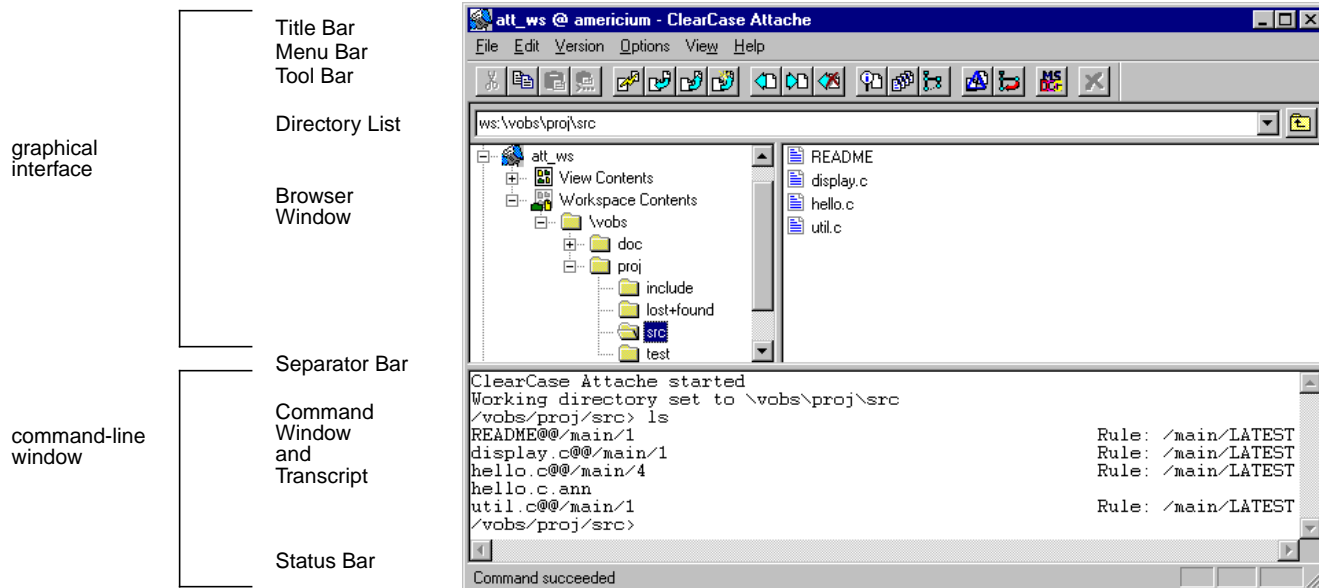 graphical
interface
Title Bar
Menu Bar
Tool Bar
Directory List
Browser
Window
Separator Bar
command-line
window
Command
Window
and
Transcript
Status Bar
att_ws @ americium - ClearCase Attache
File Edit Version Options View Help
MS
ws:\vobs\proj\src
att_ws
View Contents
Workspace Contents
\vobs
doc
proj
include
lost+found
src
test
README
display.c
hello.c
util.c
ClearCase Attache started
Working directory set to \vobs\proj\src
/vobs/proj/src> ls
README@@/main/1 Rule: /main/LATEST
display.c@@/main/1 Rule: /main/LATEST
hello.c@@/main/4 Rule: /main/LATEST
hello.c.ann
util.c@@/main/1 Rule: /main/LATEST
/vobs/proj/src>
Command succeeded